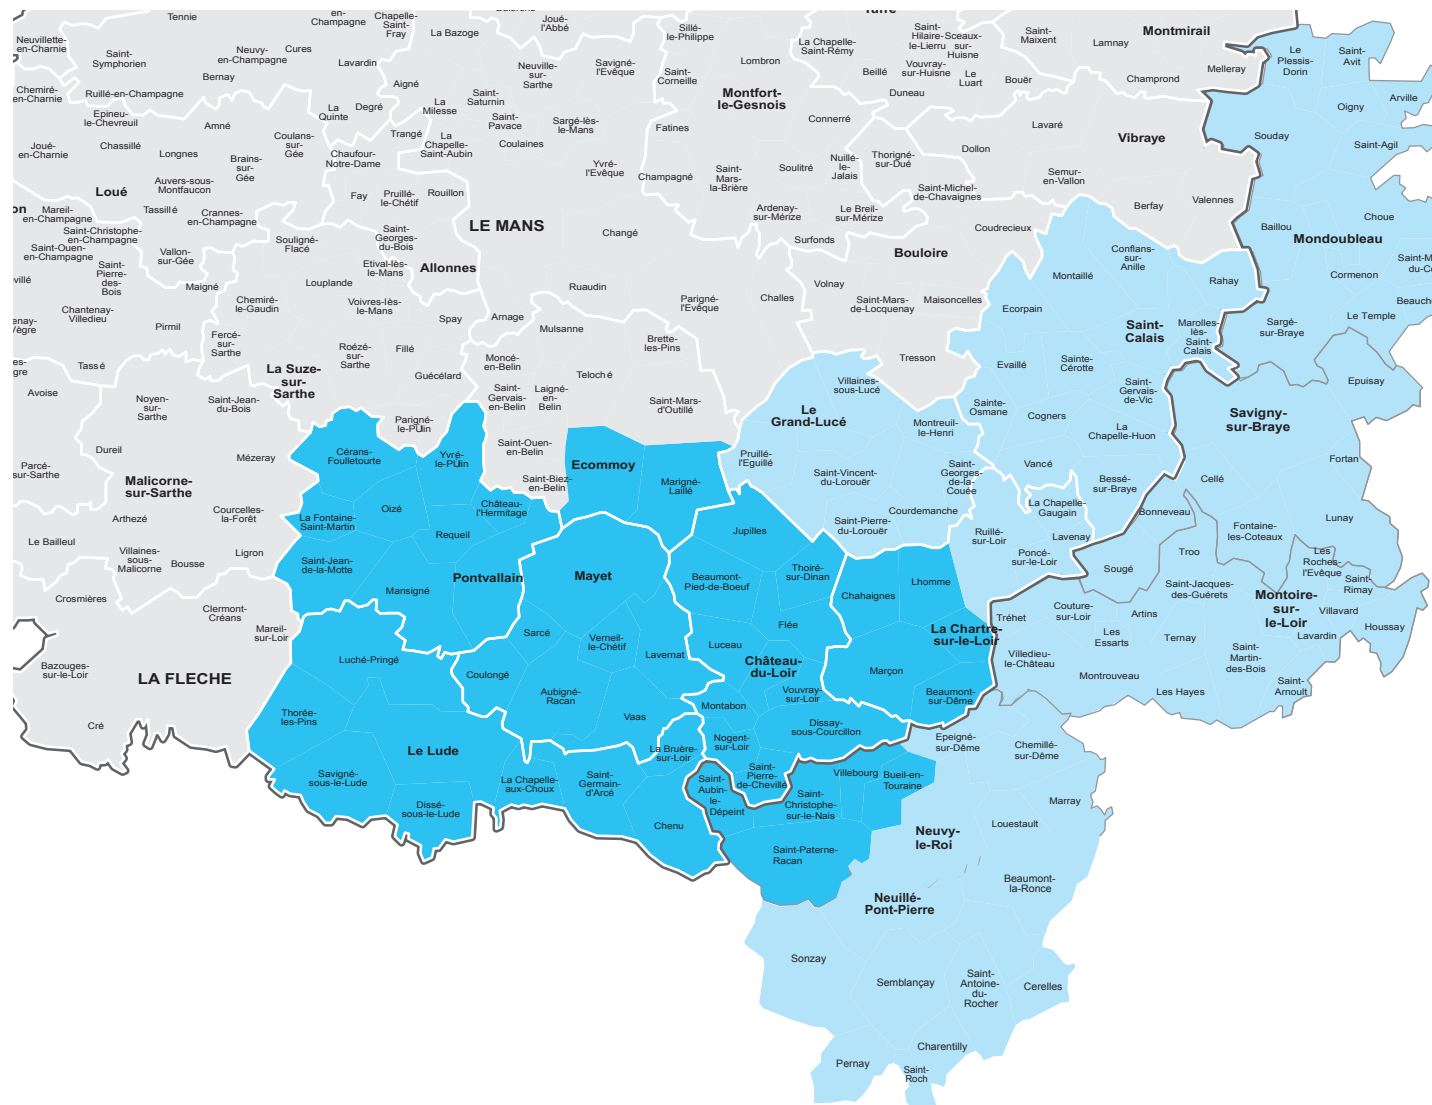 Tennie
en-
Champagne
Chapelle-
Saint-
Fray
La Bazoge
Joué-
l'Abbé
Sillé-
le-Philippe
La Chapelle-
Saint-Rémy
Saint-
Hilaire-
le-Lierru
Sceaux-
sur-
Huisne
Saint-
Maixent
Lamnay
Montmirail
Melleray
Le
Plessis-
Dorin
Saint-
Avit
Neuvillette-
en-Charnie
Saint-
Symphorien
Neuvy-
en-Champagne
Cures
Bernay
Lavardin
Aigné
Neuville-
sur-
Sarthe
Savigné-
l'Evêque
Saint-
Corneille
Lombron
Beillé
Vouvray-
sur-Huisne
Le
Luart
Bouër
Champrond
Duneau
Chemiré-
en-Charnie
Ruillé-en-Champagne
Epineu-
le-Chevreuil
Amné
La
Quinte
Degré
La
Milesse
Saint-
Saturnin
Saint-
Pavace
Sargé-lès-
le-Mans
Montfort-
le-Gesnois
Fatines
Connerré
Lavaré
Vibraye
Oigny
Arville
Souday
Saint-Agil
Joué-
en-Charnie
Chassillé
Longnes
Coulans-
sur-
Gée
Brains-
sur-
Gée
Chaufour-
Notre-Dame
Trangé
La
Chapelle-
Saint-Aubin
Coulaines
Yvré-
l'Evêque
Champagné
Saint-
Mars-
la-Brière
Soulitré
Nuillé-
le-
Jalais
Thorigné-
sur-Dué
Dollon
Semur-
en-Vallon
Loué
Auvers-sous-
Montfaucon
Fay
Pruillé-
le-Chétif
Rouillon
Ardenay-
sur-Mérize
Le Breil-
sur-Mérize
Saint-Michel-
de-Chavaignes
Berfay
Valennes
on
Mareil-
en-Champagne
Tassillé
Crannes-
en-Champagne
LE MANS
Changé
Surfonds
Coudrecieux
Baillou
Choue
Mondoubleau
Saint-Christophe-
en-Champagne
Saint-Ouen-
en-Champagne
Vallon-
sur-Gée
Souligné-
Flacé
Saint-
Georges-
du-Bois
Etival-lès-
le-Mans
Allonnes
Bouloire
Conflans-
sur-
Anille
Montaillé
Rahay
Cormenon
Saint-M
du-C
ville
Saint-
Pierre-
des-
Bois
Maigné
Louplande
Ruaudin
Volnay
Chemiré-
le-Gaudin
Voivres-lès-
le-Mans
Parigné-
l'Evêque
Challes
Saint-Mars-
de-Locquenay
Maisoncelles
Ecorpain
Beauch
Le Temple
enay-
Vègre
Chantenay-
Villedieu
Pirmil
Spay
Arnage
Mulsanne
Saint-
Calais
Marolles-
lès-
Saint-
Calais
Sargé-
sur-Braye
Fercé-
sur-
Sarthe
Roézé-
sur-
Sarthe
Fillé
Brette-
les-Pins
Tresson
es-
gre
Tassé
La Suze-
sur-
Sarthe
Guécélard
Moncé-
en-Belin
Teloché
Evaillé
Sainte-
Cérotte
Avoise
Noyen-
sur-
Sarthe
Saint-Jean-
du-Bois
Saint-
Gervais-
en-Belin
Laigné-
en-
Belin
Saint-Mars-
d'Outillé
Villaines-
sous-Lucé
Saint-
Gervais-
de-Vic
Epuisay
Le
Grand-Lucé
Sainte-
Osmane
Cogners
Savigny-
sur-Braye
Parigné-
le-Pôlin
Montreuil-
le-Henri
La
Chapelle-Huon
Dureil
Saint-Ouen-
en-Belin
Cérans-
Foulletourte
Yvré-
le-Pôlin
Ecommoy
Pruillé-
l'Eguillé
Mézeray
Parcé-
sur-Sarthe
Malicorne-
sur-Sarthe
Saint-Biez-
en-Belin
Marigné-
Laillé
Saint-Vincent-
du-Lorouër
Saint-
Georges-
de-la-
Couée
Vancé
Bessé-
sur-Braye
Fortan
Cellé
Arthezé
Courcelles-
la-Forêt
La Fontaine-
Saint-Martin
Oizé
Château-
l'Hermitage
Courdemanche
La Chapelle-
Gaugain
Bonneveau
Lunay
Le Bailleul
Requeil
Jupilles
Saint-Pierre-
du-Lorouër
Ruillé-
sur-Loir
Lavenay
Fontaine-
les-Coteaux
Villaines-
sous-
Malicorne
Bousse
Ligron
Saint-Jean-
de-la-Motte
Poncé-
sur-le-Loir
Troo
Les
Roches-
l'Evêque
Pontvallain
Mayet
Beaumont-
Pied-de-Boeuf
Thoiré-
sur-Dinan
Lhomme
Sougé
Saint-Jacques-
des-Guérets
Saint-
Rimay
Crosmières
Mansigné
Chahaignes
Montoire-
sur-
le-Loir
Clermont-
Créans
Tréhet
Couture-
sur-Loir
Artins
Villavard
Mareil-
sur-Loir
Sarcé
Verneil-
le-Chétif
Flée
La Chartre-
sur-le-Loir
Les
Essarts
Ternay
Lavardin
Houssay
Luceau
Bazouges-
sur-le-Loir
LA FLECHE
Luché-Pringé
Lavernat
Château-
du-Loir
Villedieu-
le-Château
Saint-
Martin-
des-Bois
Coulongé
Marçon
Montrouveau
Aubigné-
Racan
Vouvray-
sur-Loir
Beaumont-
sur-Dême
Les Hayes
Saint-
Arnoult
Cré
Thorée-
les-Pins
Vaas
Montabon
Dissay-
sous-Courcillon
Le Lude
La Bruère-
sur-Loir
Nogent-
sur-Loir
Epeigné-
sur-Dême
Chemillé-
sur-Dême
Savigné-
sous-le-Lude
La Chapelle-
aux-Choux
Saint-
Germain-
d'Arcé
Saint-
Aubin-
le-
Dépeint
Saint-
Pierre-
de-Chevillé
Villebourg
Bueil-en-
Touraine
Dissé-
sous-le-Lude
Chenu
Saint-
Christophe-
sur-le-Nais
Marray
Louestault
Neuvy-
le-Roi
Saint-Paterne-
Racan
Beaumont-
la-Ronce
Neuillé-
Pont-Pierre
Sonzay
Semblançay
Saint-
Antoine-
du-
Rocher
Cerelles
Charentilly
Pernay
Saint-
Roch